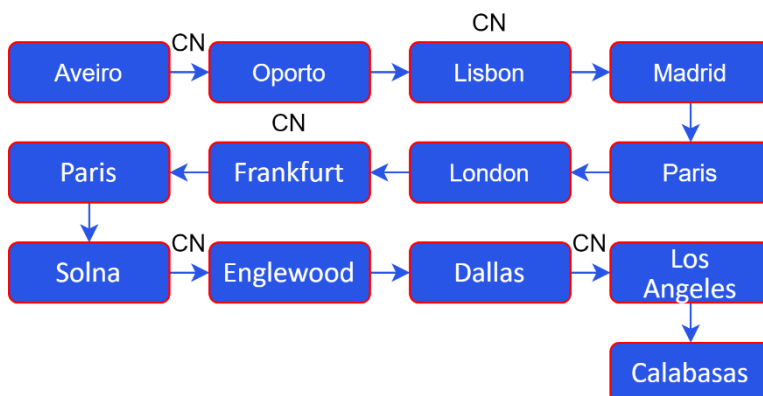 CN
CN
Aveiro
Oporto
Lisbon
Madrid
CN
Paris
Frankfurt
London
Paris
CN
CN
Solna
Englewood
Dallas
Los
Angeles
Calabasas